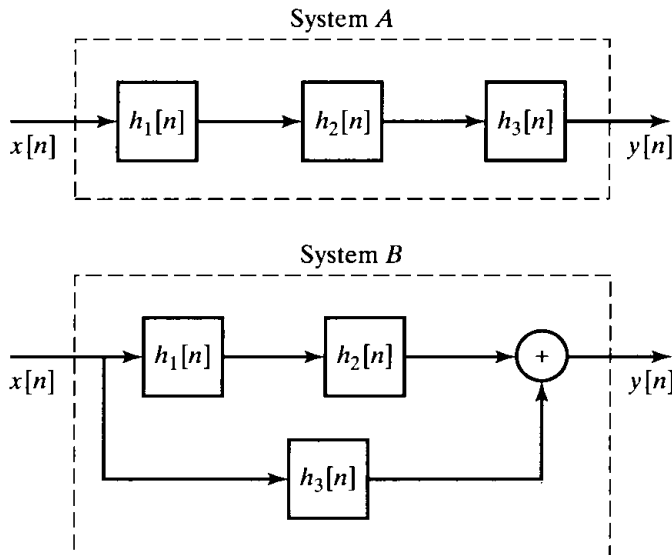 System A
h₁[n] h₂[n] h₃[n]
x[n] y[n]
System B
h₁[n] h₂[n] +
x[n] y[n]
h₃[n]